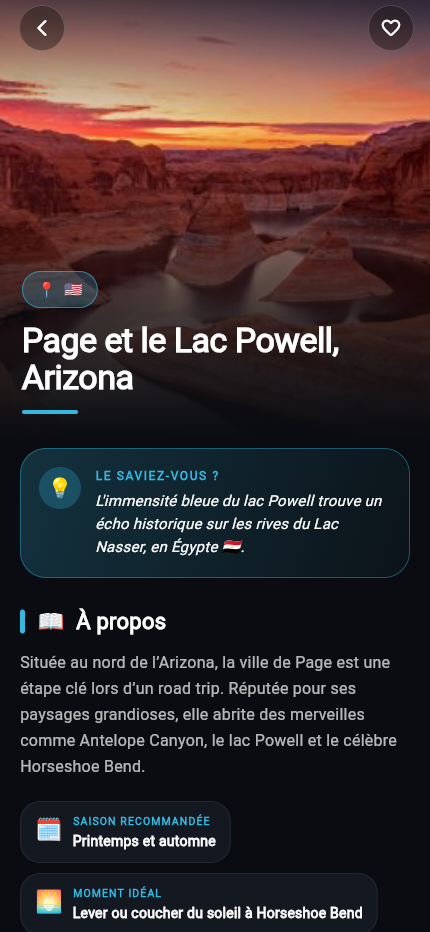 Page et le Lac Powell,
Arizona
LE SAVIEZ-VOUS ?
L'immensité bleue du lac Powell trouve un
écho historique sur les rives du Lac
Nasser, en Égypte 🇪🇬.
📖 À propos
Située au nord de l’Arizona, la ville de Page est une
étape clé lors d’un road trip. Réputée pour ses
paysages grandioses, elle abrite des merveilles
comme Antelope Canyon, le lac Powell et le célèbre
Horseshoe Bend.
SAISON RECOMMANDÉE
Printemps et automne
MOMENT IDÉAL
Lever ou coucher du soleil à Horseshoe Bend